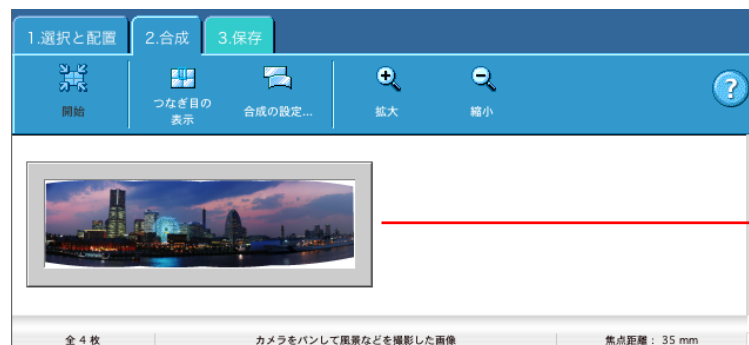 1.選択と配置 2.合成 3.保存
開始
つなぎ目の
表示
合成の設定...
拡大
縮小
?
全 4 枚 カメラをパンして風景などを撮影した画像 焦点距離： 35 mm